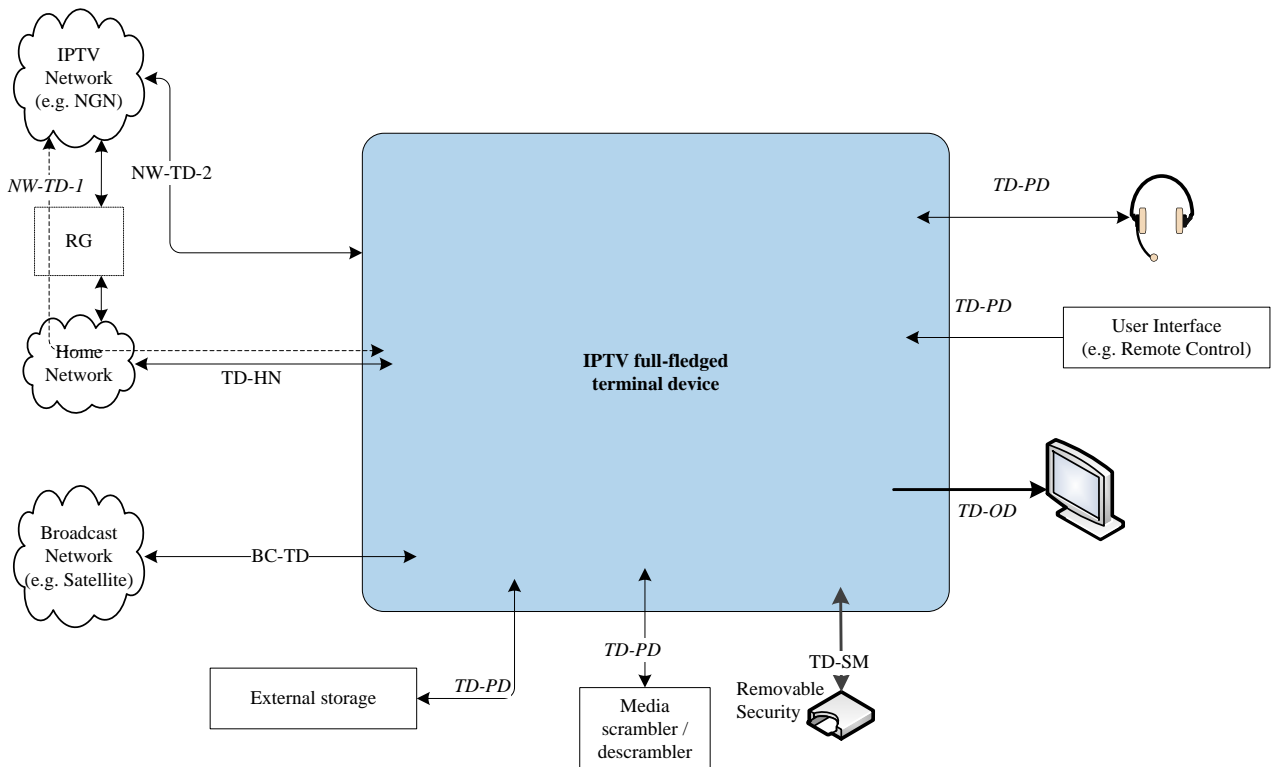 IPTV
Network
(e.g. NGN)
NW-TD-1
NW-TD-2
RG
Home
Network
TD-HN
Broadcast
Network
(e.g. Satellite)
BC-TD
IPTV full-fledged
terminal device
TD-PD
TD-PD
User Interface
(e.g. Remote Control)
TD-OD
External storage
TD-PD
TD-PD
Media
scrambler /
descrambler
TD-SM
Removable
Security